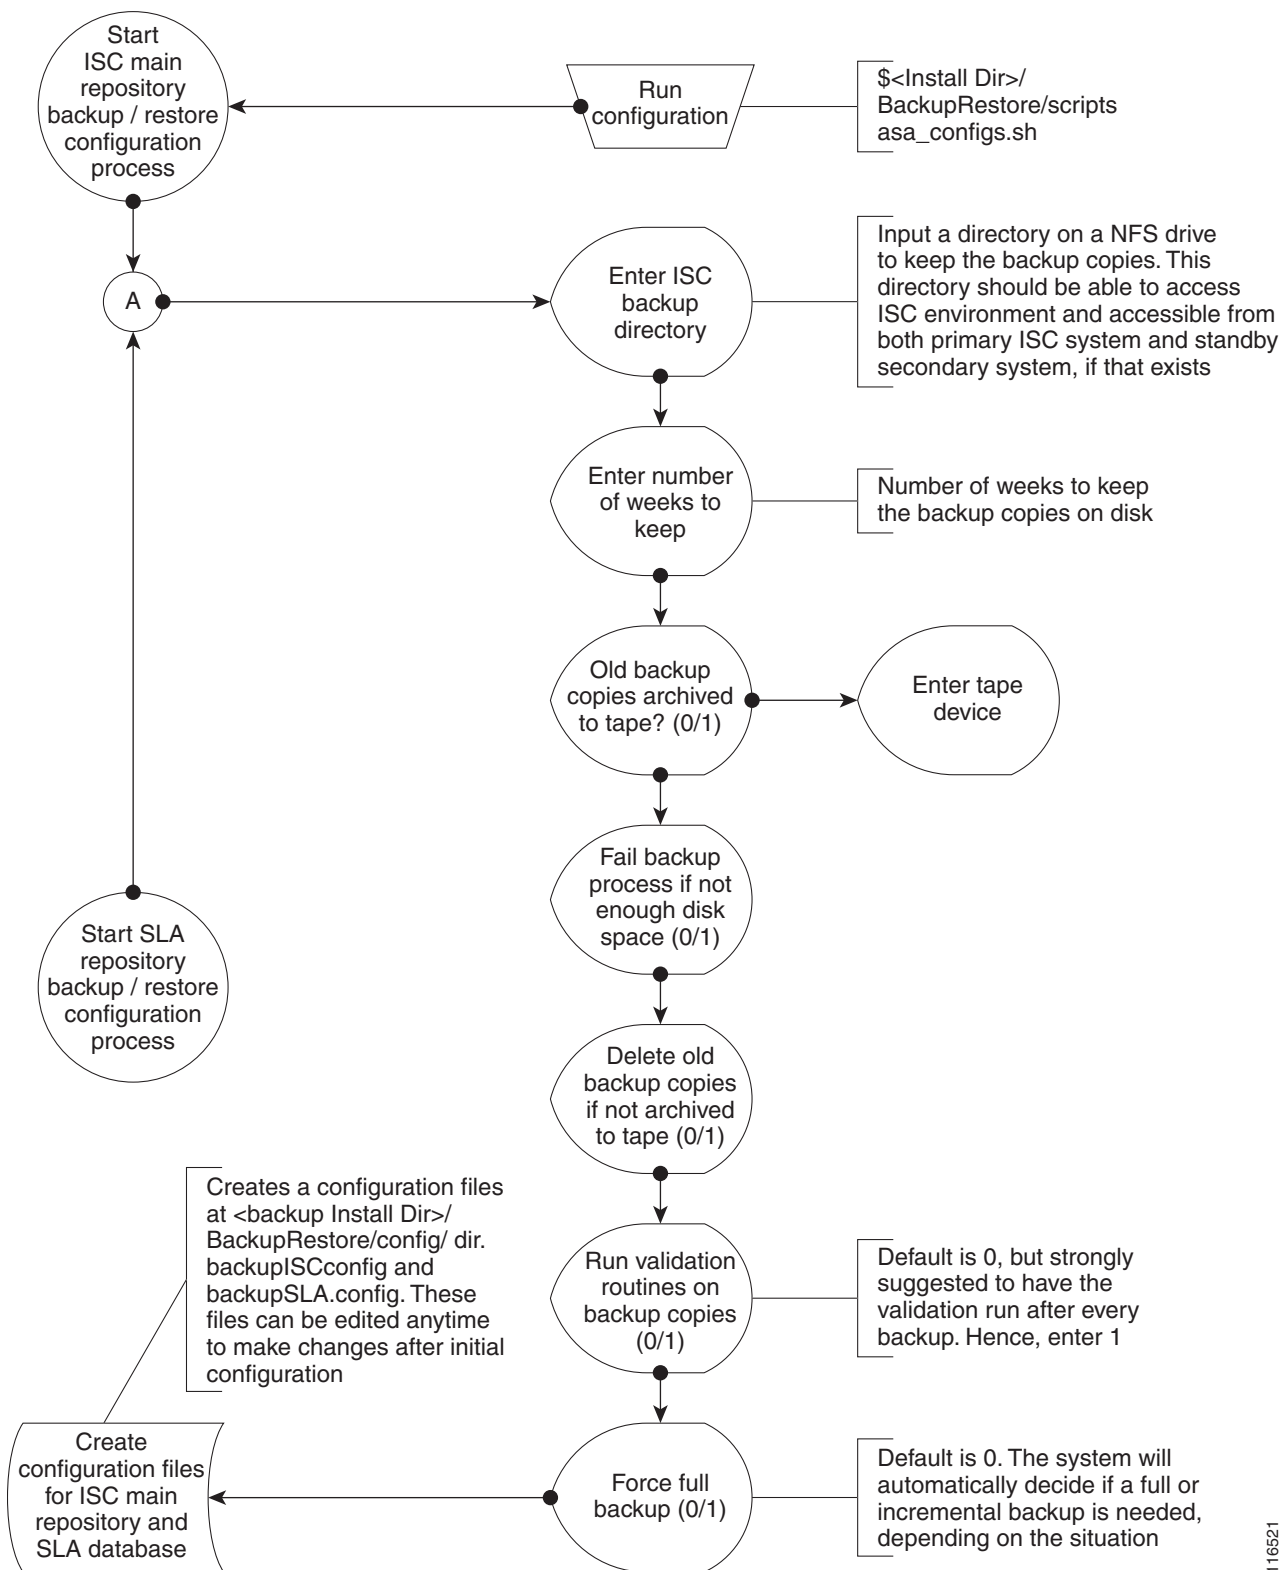 Start
ISC main
repository
backup / restore
configuration
process
Run
configuration
$<Install Dir>/
BackupRestore/scripts
asa_configs.sh
A
Enter ISC
backup
directory
Input a directory on a NFS drive
to keep the backup copies. This
directory should be able to access
ISC environment and accessible from
both primary ISC system and standby
secondary system, if that exists
Enter number
of weeks to
keep
Number of weeks to keep
the backup copies on disk
Old backup
copies archived
to tape? (0/1)
Enter tape
device
Fail backup
process if not
enough disk
space (0/1)
Start SLA
repository
backup / restore
configuration
process
Delete old
backup copies
if not archived
to tape (0/1)
Creates a configuration files
at <backup Install Dir>/
BackupRestore/config/ dir.
backupISCconfig and
backupSLA.config. These
files can be edited anytime
to make changes after initial
configuration
Run validation
routines on
backup copies
(0/1)
Default is 0, but strongly
suggested to have the
validation run after every
backup. Hence, enter 1
Create
configuration files
for ISC main
repository and
SLA database
Force full
backup (0/1)
Default is 0. The system will
automatically decide if a full or
incremental backup is needed,
depending on the situation
116521